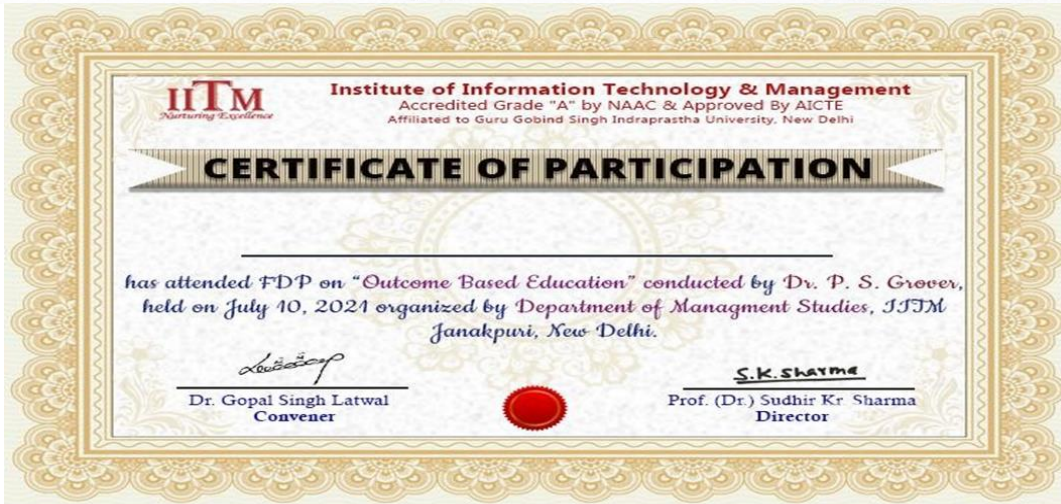 IITM
Nurturing Excellence
Institute of Information Technology & Management
Accredited Grade "A" by NAAC & Approved By AICTE
Affiliated to Guru Gobind Singh Indraprastha University, New Delhi
CERTIFICATE OF PARTICIPATION
has attended FDP on “Outcome Based Education” conducted by Dr. P. S. Grover,
held on July 10, 2021 organized by Department of Managment Studies, IITM
Janakpuri, New Delhi.
S.K.Sharma
Dr. Gopal Singh Latwal
Prof. (Dr.) Sudhir Kr. Sharma
Convener
Director